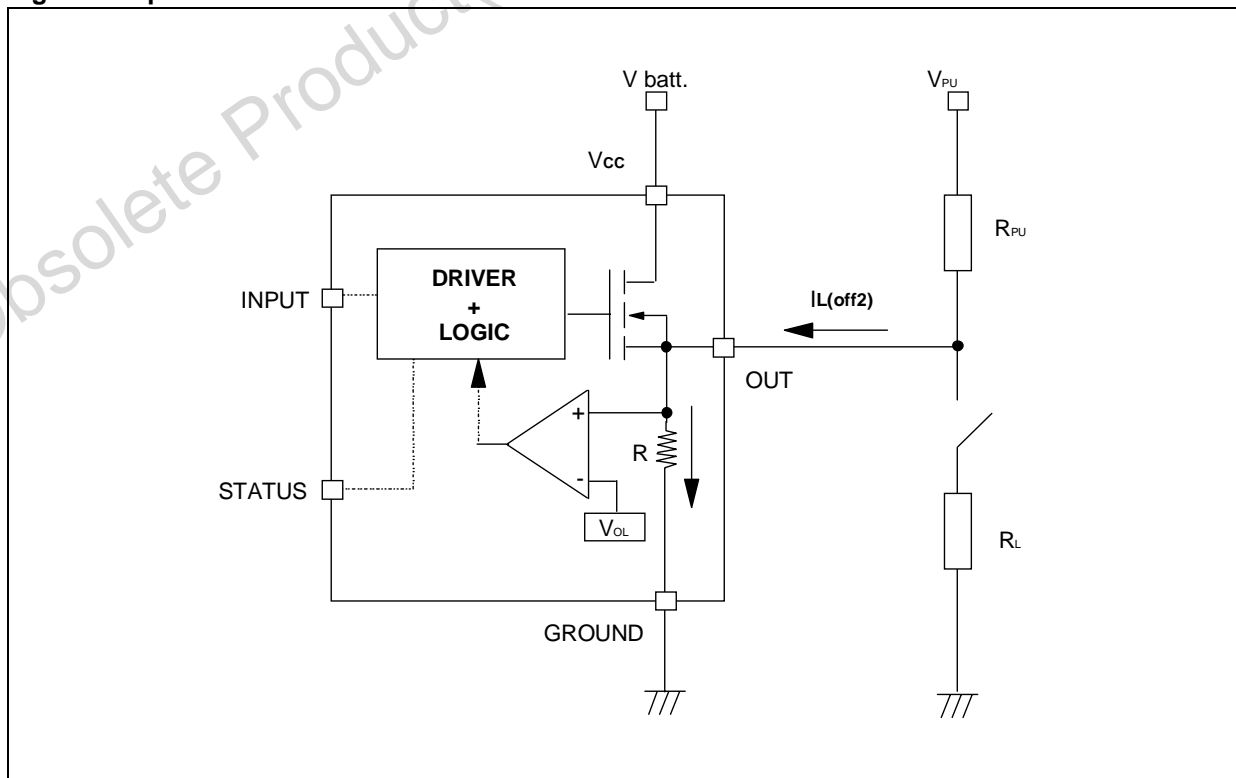 Obsolete Product(
V batt.
VPU
Vcc
RPU
DRIVER
+
LOGIC
INPUT
IL(off2)
OUT
+
R
-
STATUS
VOL
RL
GROUND